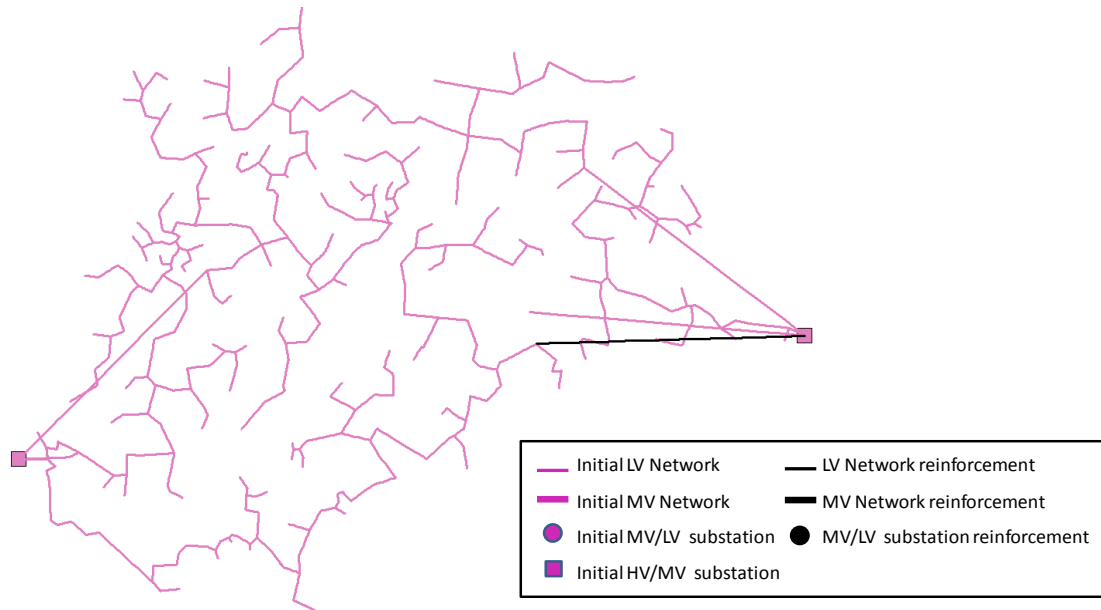 Initial LV Network
LV Network reinforcement
Initial MV Network
MV Network reinforcement
Initial MV/LV substation
MV/LV substation reinforcement
Initial HV/MV substation